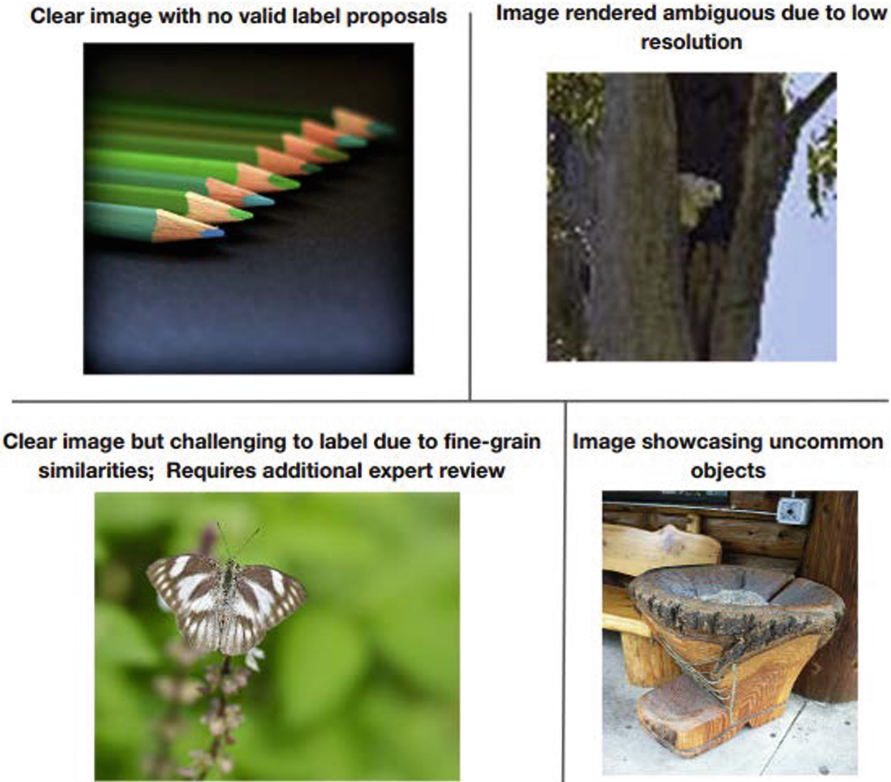 Clear image with no valid label proposals
Image rendered ambiguous due to low
resolution
Clear image but challenging to label due to fine-grain
similarities;  Requires additional expert review
Image showcasing uncommon
objects